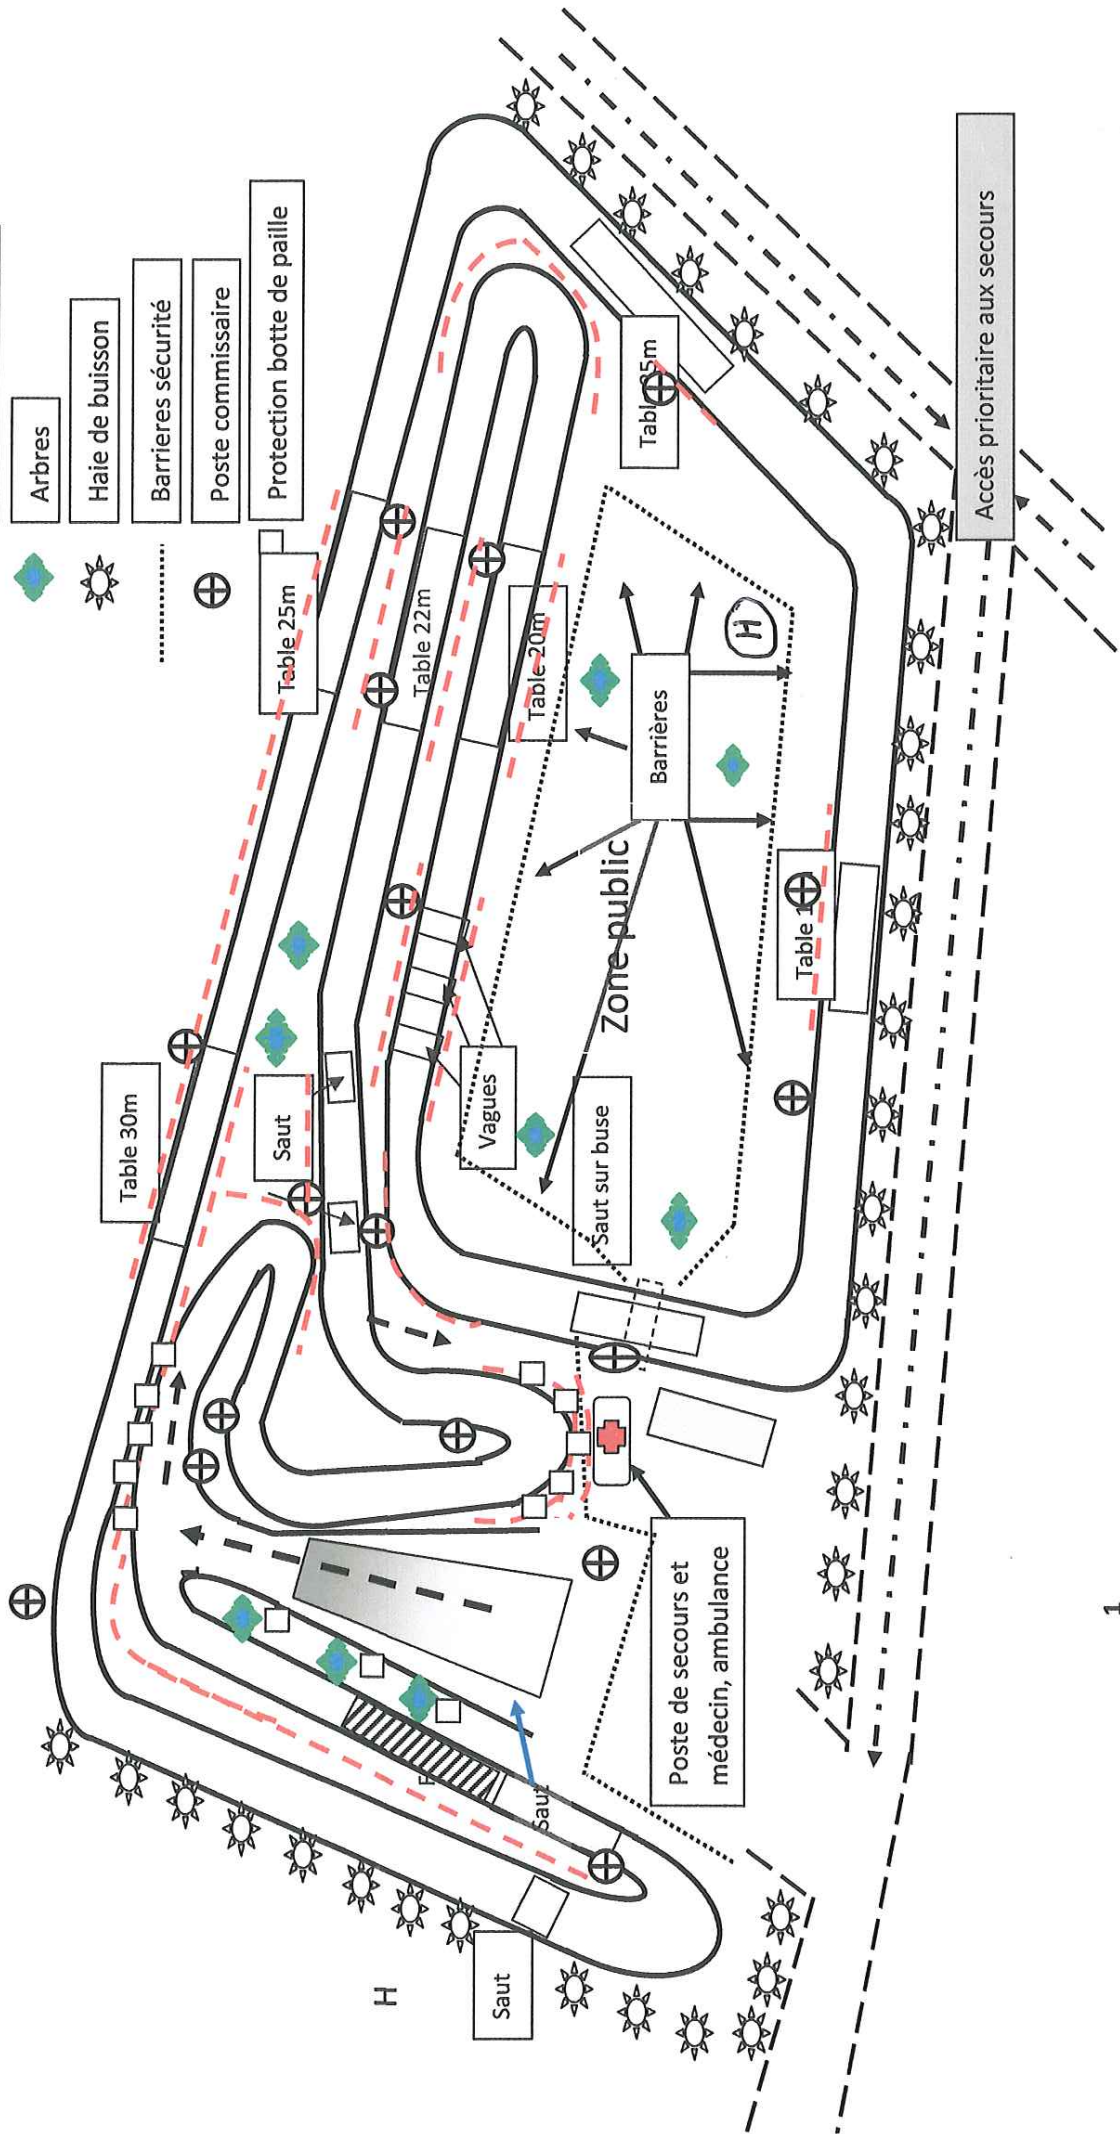 Arbres
Haie de buisson
Barrieres sécurité
Poste commissaire
Protection botte de paille
Table 30m
Table 25m
Saut
Table 22m
Table 20m
Table 25m
Vagues
Zone public
Barrières
H
Saut sur buse
Table 1
Saut
Saut
H
Poste de secours et
médecin, ambulance
Accès prioritaire aux secours
1